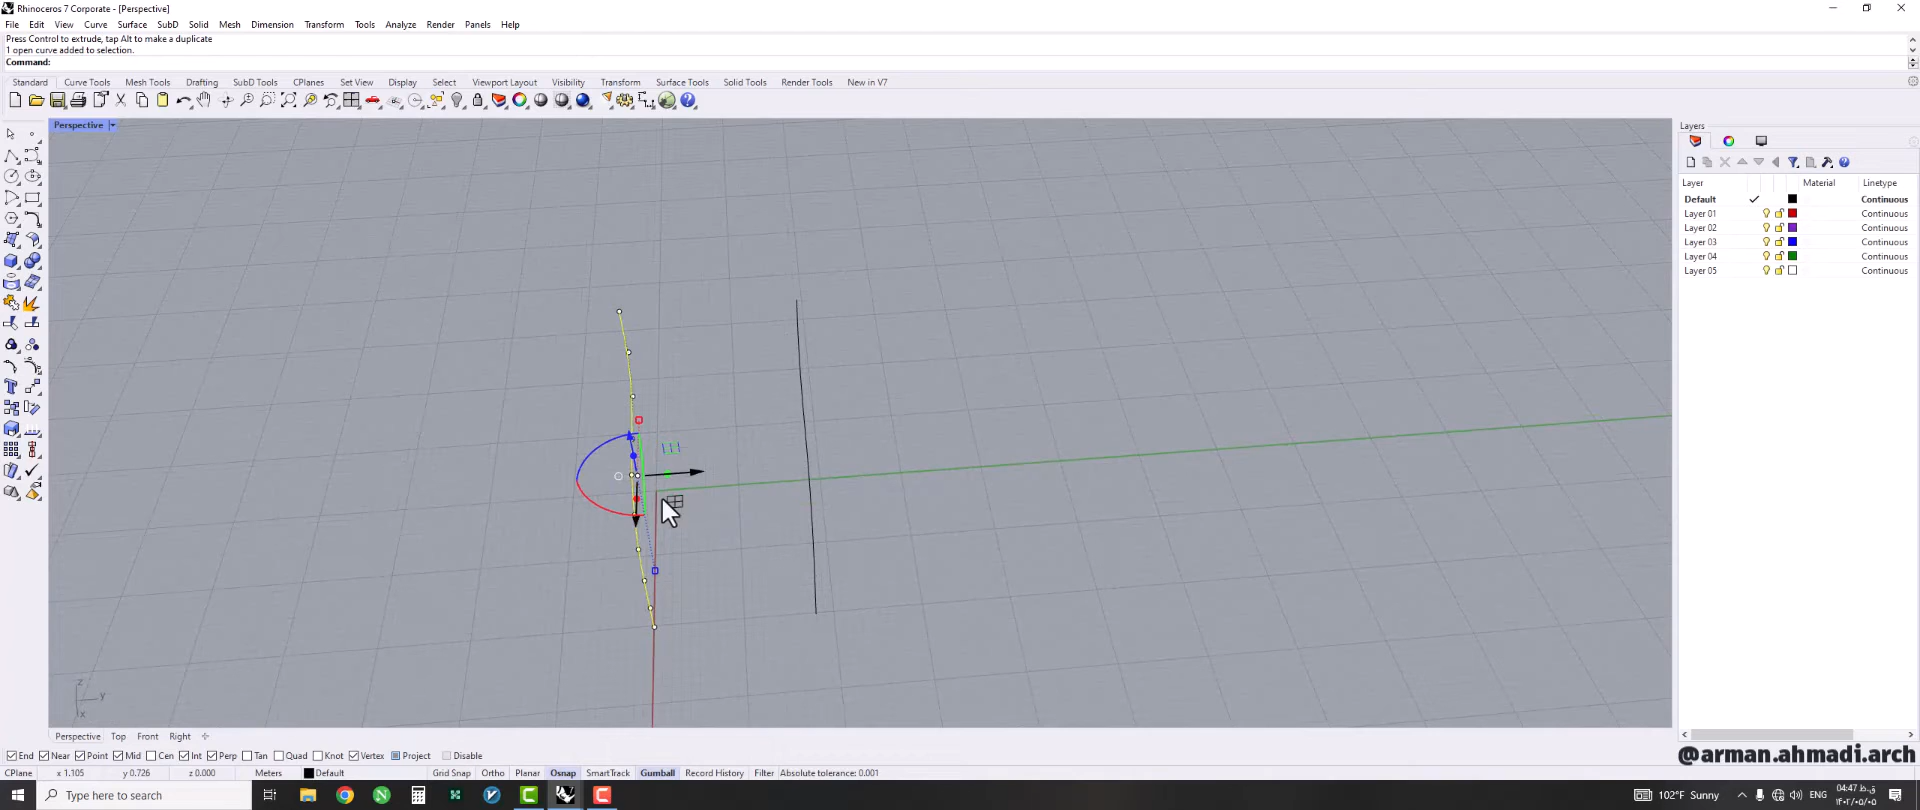 Rhinoceros 7 Corporate - [Perspective]
File Edit View Curve Surface SubD Solid Mesh Dimension Transform Tools Analyze Render Panels Help
Press Control to extrude, tap Alt to make a duplicate
1 open curve added to selection.
Command:
Standard Curve Tools Mesh Tools Drafting SubD Tools CPlanes Set View Display Select Viewport Layout Visibility Transform Surface Tools Solid Tools Render Tools New in V7
Perspective
Layers
Layer Material Linetype
Default Continuous
Layer 01 Continuous
Layer 02 Continuous
Layer 03 Continuous
Layer 04 Continuous
Layer 05 Continuous
z
y
x
Perspective Top Front Right
End Near Point Mid Cen Int Perp Tan Quad Knot Vertex Project Disable
@arman.ahmadi.arch
CPlane x 1.105 y 0.726 z 0.000 Meters Default Grid Snap Ortho Planar Osnap SmartTrack Gumball Record History Filter Absolute tolerance: 0.001
Type here to search
102°F Sunny
ENG
04:47 ق.ظ
۱۴۰۲/۰۵/۰۵